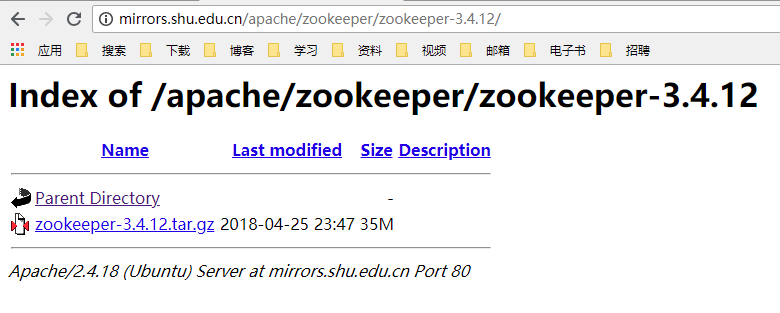 mirrors.shu.edu.cn/apache/zookeeper/zookeeper-3.4.12/
应用 搜索 下载 博客 学习 资料 视频 邮箱 电子书 招聘
Index of /apache/zookeeper/zookeeper-3.4.12
Name Last modified Size Description
Parent Directory -
zookeeper-3.4.12.tar.gz 2018-04-25 23:47 35M
Apache/2.4.18 (Ubuntu) Server at mirrors.shu.edu.cn Port 80